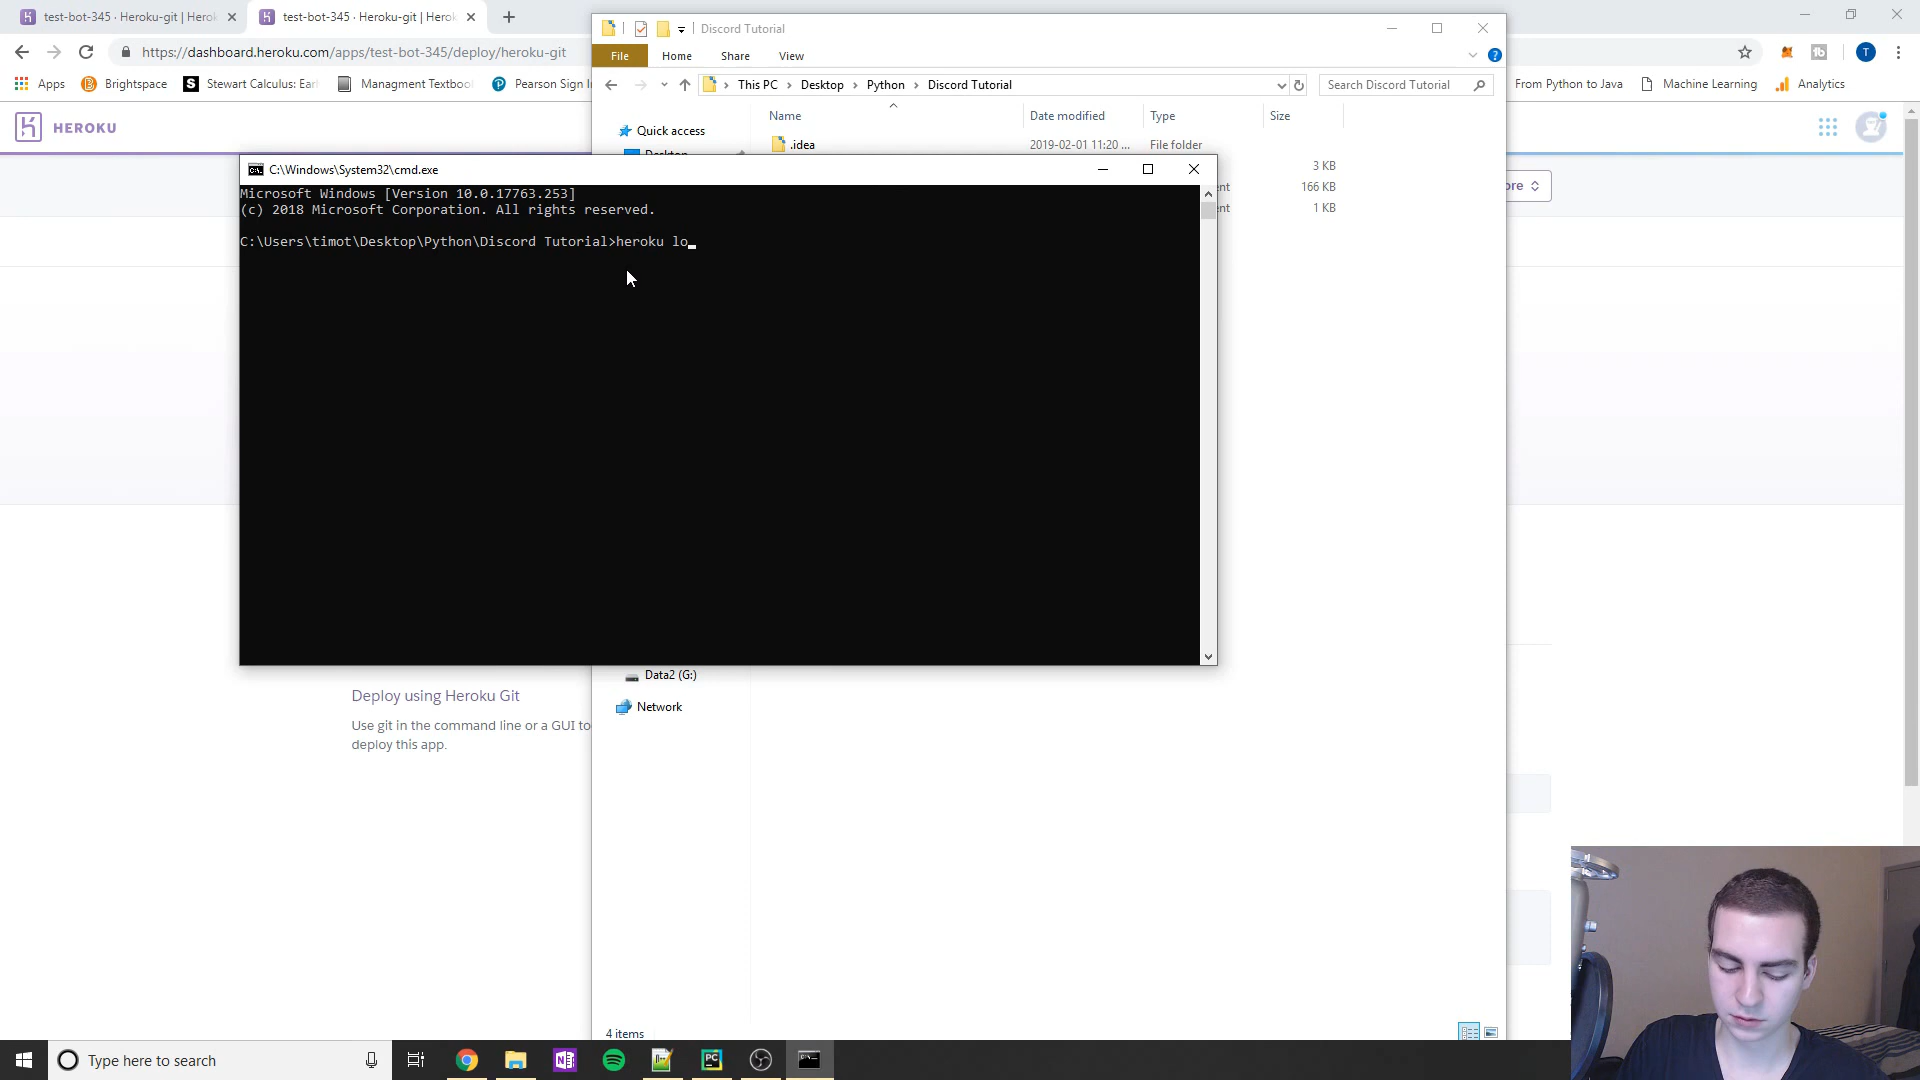 test-bot-345 · Heroku-git | Herok
test-bot-345 · Heroku-git | Herok
Discord Tutorial
https://dashboard.heroku.com/apps/test-bot-345/deploy/heroku-git
File
Home
Share
View
Apps
Brightspace
Stewart Calculus: Earl
Managment Textbook
Pearson Sign I
This PC
Desktop
Python
Discord Tutorial
Search Discord Tutorial
From Python to Java
Machine Learning
Analytics
HEROKU
Name
Date modified
Type
Size
Quick access
.idea
2019-02-01 11:20 ...
File folder
Desktop
3 KB
166 KB
1 KB
C:\Windows\System32\cmd.exe
Microsoft Windows [Version 10.0.17763.253]
(c) 2018 Microsoft Corporation. All rights reserved.
C:\Users\timot\Desktop\Python\Discord Tutorial>heroku lo_
Data2 (G:)
Network
Deploy using Heroku Git
Use git in the command line or a GUI to
deploy this app.
4 items
Type here to search